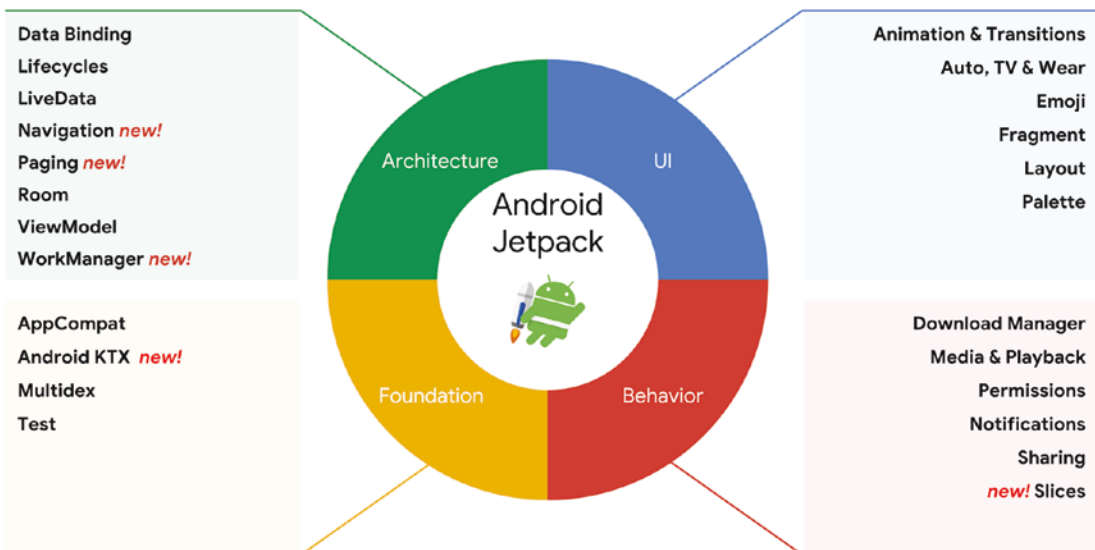 Data Binding
Lifecycles
LiveData
Navigation new!
Paging new!
Room
ViewModel
WorkManager new!
AppCompat
Android KTX new!
Multidex
Test
Architecture
UI
Android
Jetpack
Foundation
Behavior
Animation & Transitions
Auto, TV & Wear
Emoji
Fragment
Layout
Palette
Download Manager
Media & Playback
Permissions
Notifications
Sharing
new! Slices